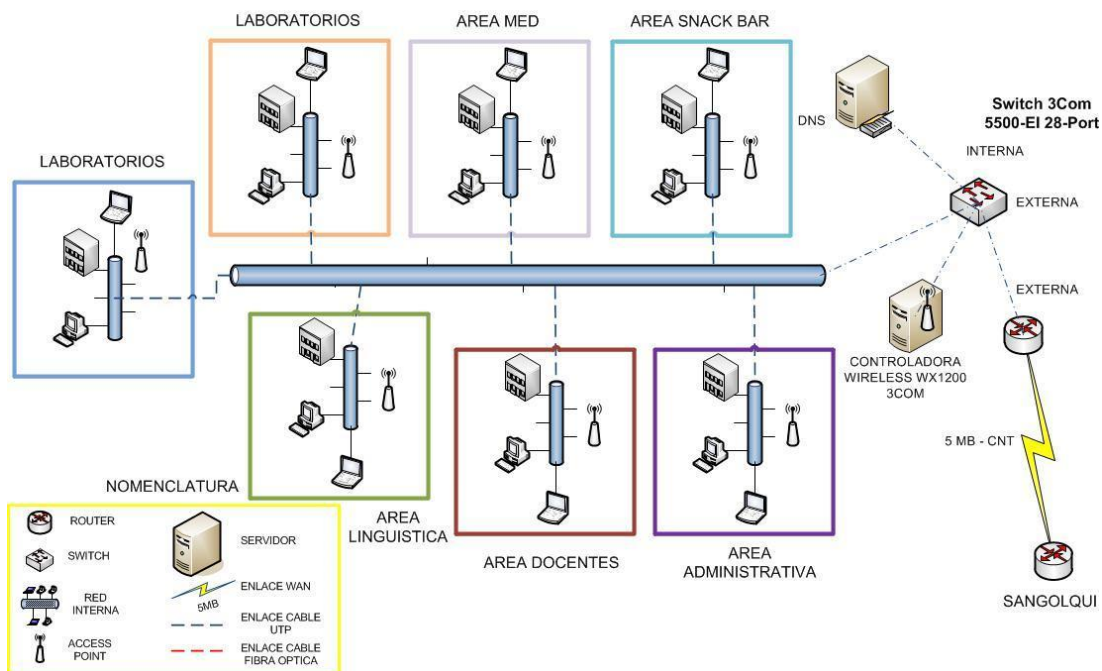 LABORATORIOS
AREA MED
AREA SNACK BAR
LABORATORIOS
DNS
Switch 3Com
5500-EI 28-Port
INTERNA
EXTERNA
EXTERNA
CONTROLADORA
WIRELESS WX1200
3COM
5 MB - CNT
SANGOLQUI
AREA
LINGUISTICA
AREA DOCENTES
AREA
ADMINISTRATIVA
NOMENCLATURA
ROUTER
SWITCH
RED
INTERNA
ACCESS
POINT
SERVIDOR
ENLACE WAN
5MB
ENLACE CABLE
UTP
ENLACE CABLE
FIBRA OPTICA